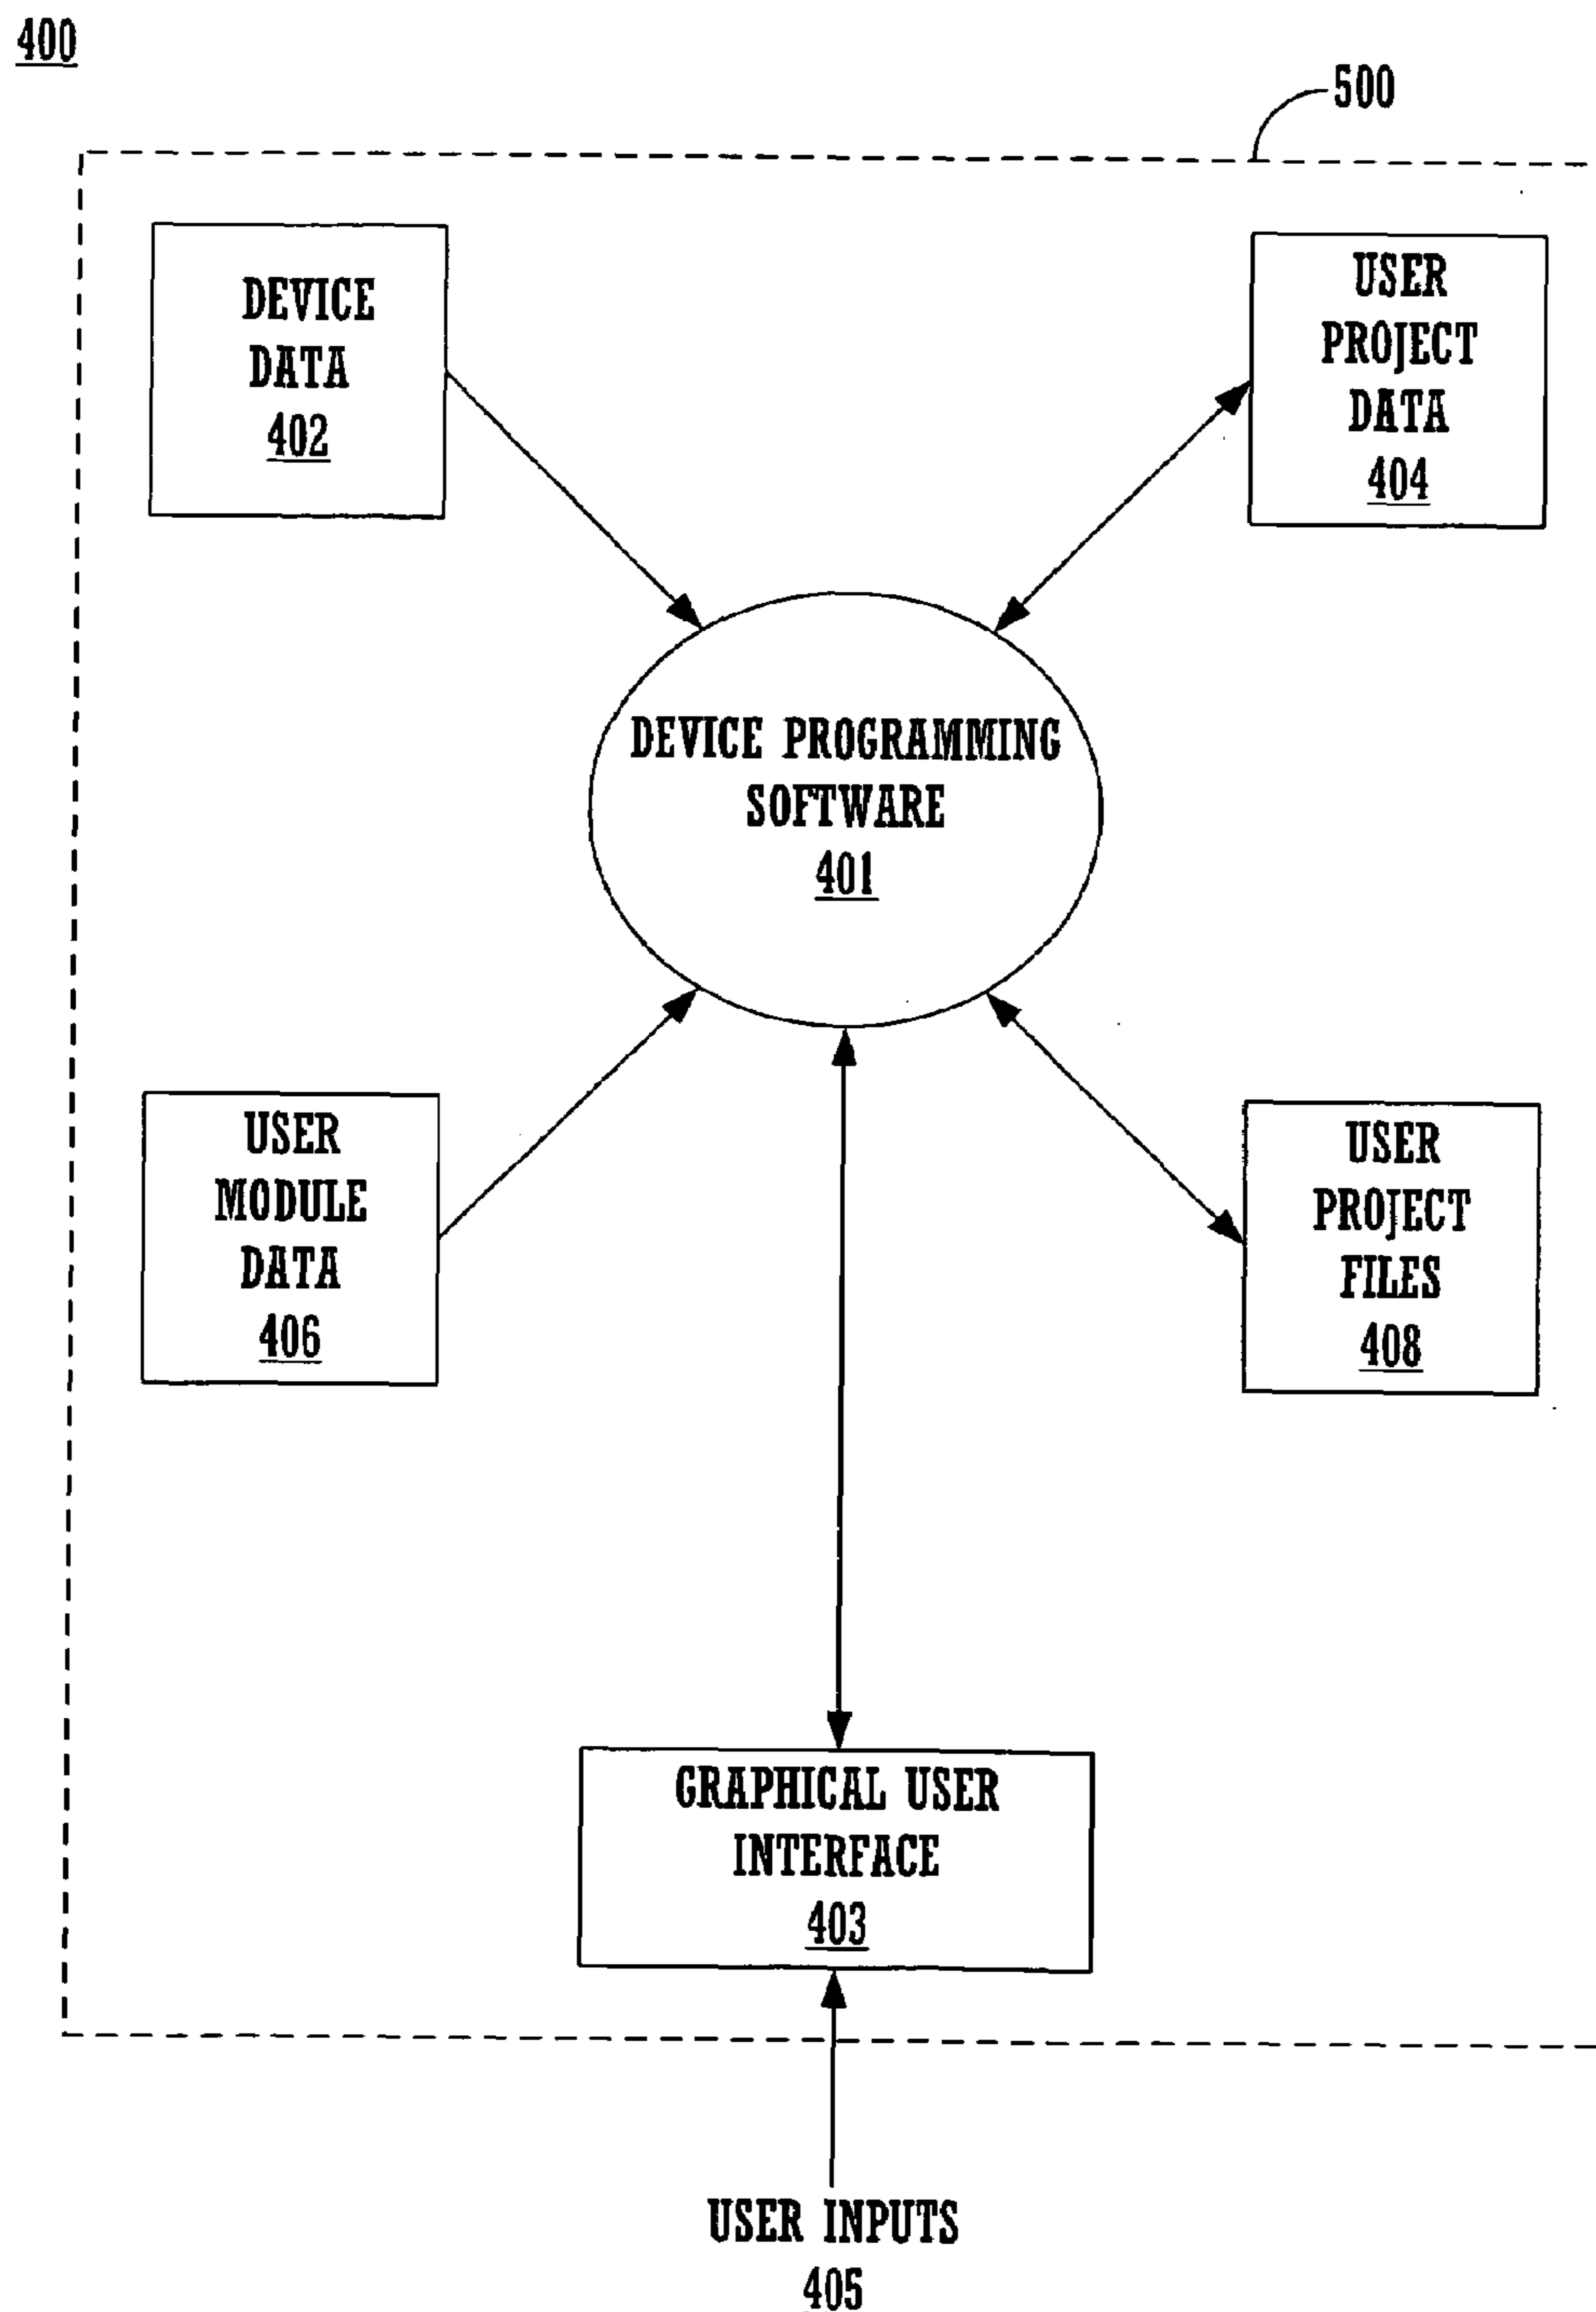 400
500
DEVICE
DATA
402
USER
PROJECT
DATA
404
DEVICE PROGRAMMING
SOFTWARE
401
USER
MODULE
DATA
406
USER
PROJECT
FILES
408
GRAPHICAL USER
INTERFACE
403
USER INPUTS
405